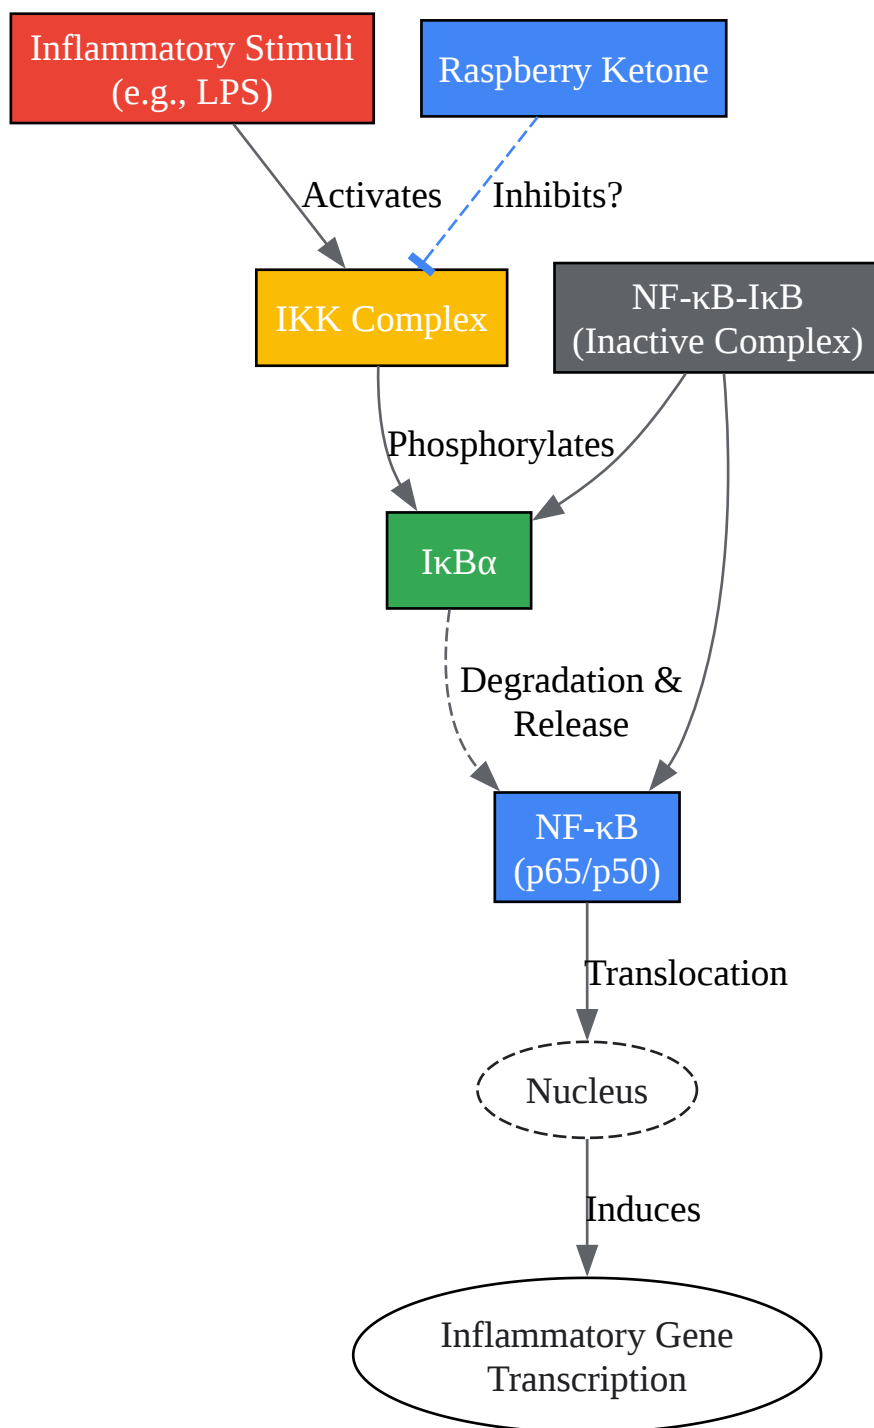 Inflammatory Stimuli
(e.g., LPS)
Raspberry Ketone
Activates
Inhibits?
IKK Complex
NF-κB-IκB
(Inactive Complex)
Phosphorylates
IκBα
Degradation &
Release
NF-κB
(p65/p50)
Translocation
Nucleus
Induces
Inflammatory Gene
Transcription